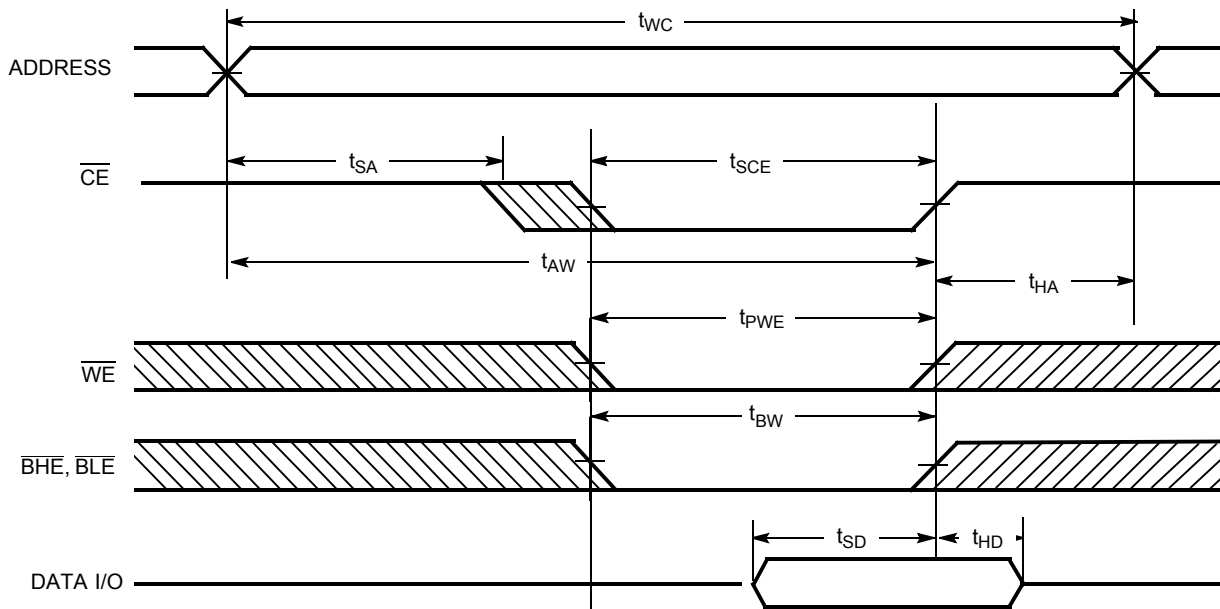 tWC
ADDRESS
tSA
tSCE
CE
tAW
tHA
tPWE
WE
tBW
BHE, BLE
tSD
tHD
DATA I/O